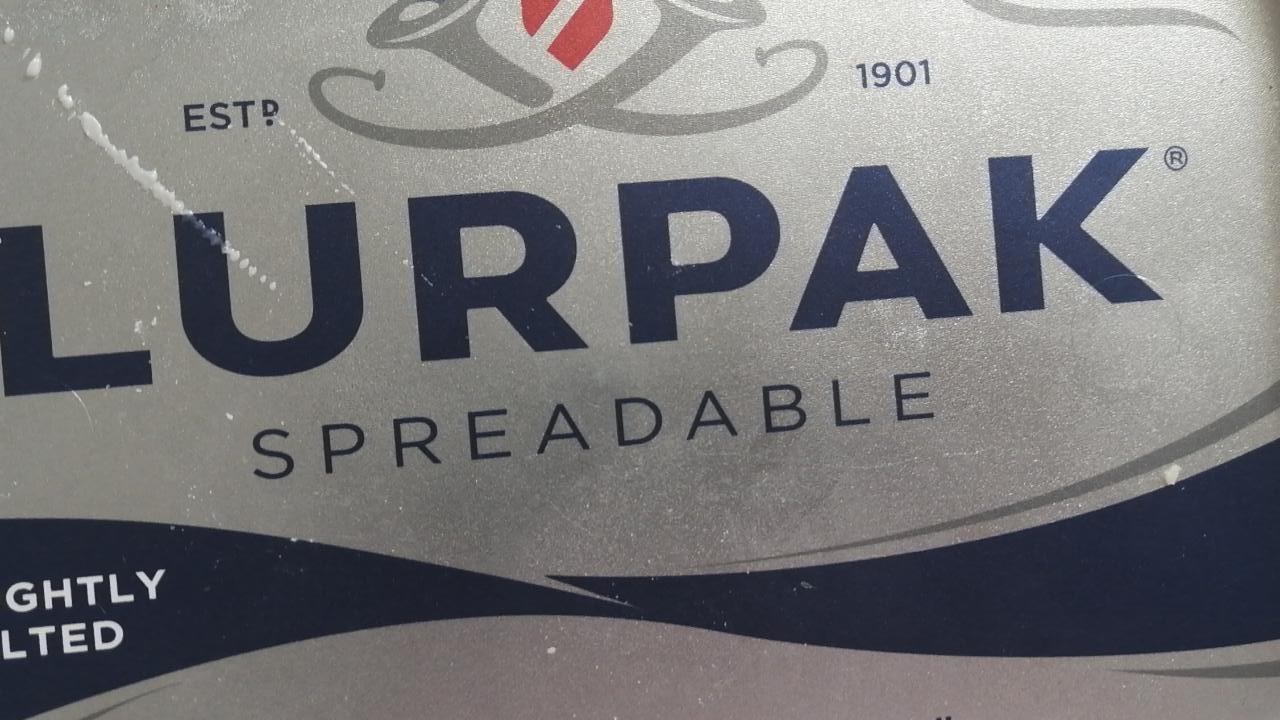 ESTD 1901
LURPAK®
SPREADABLE
GHTLY
LTED